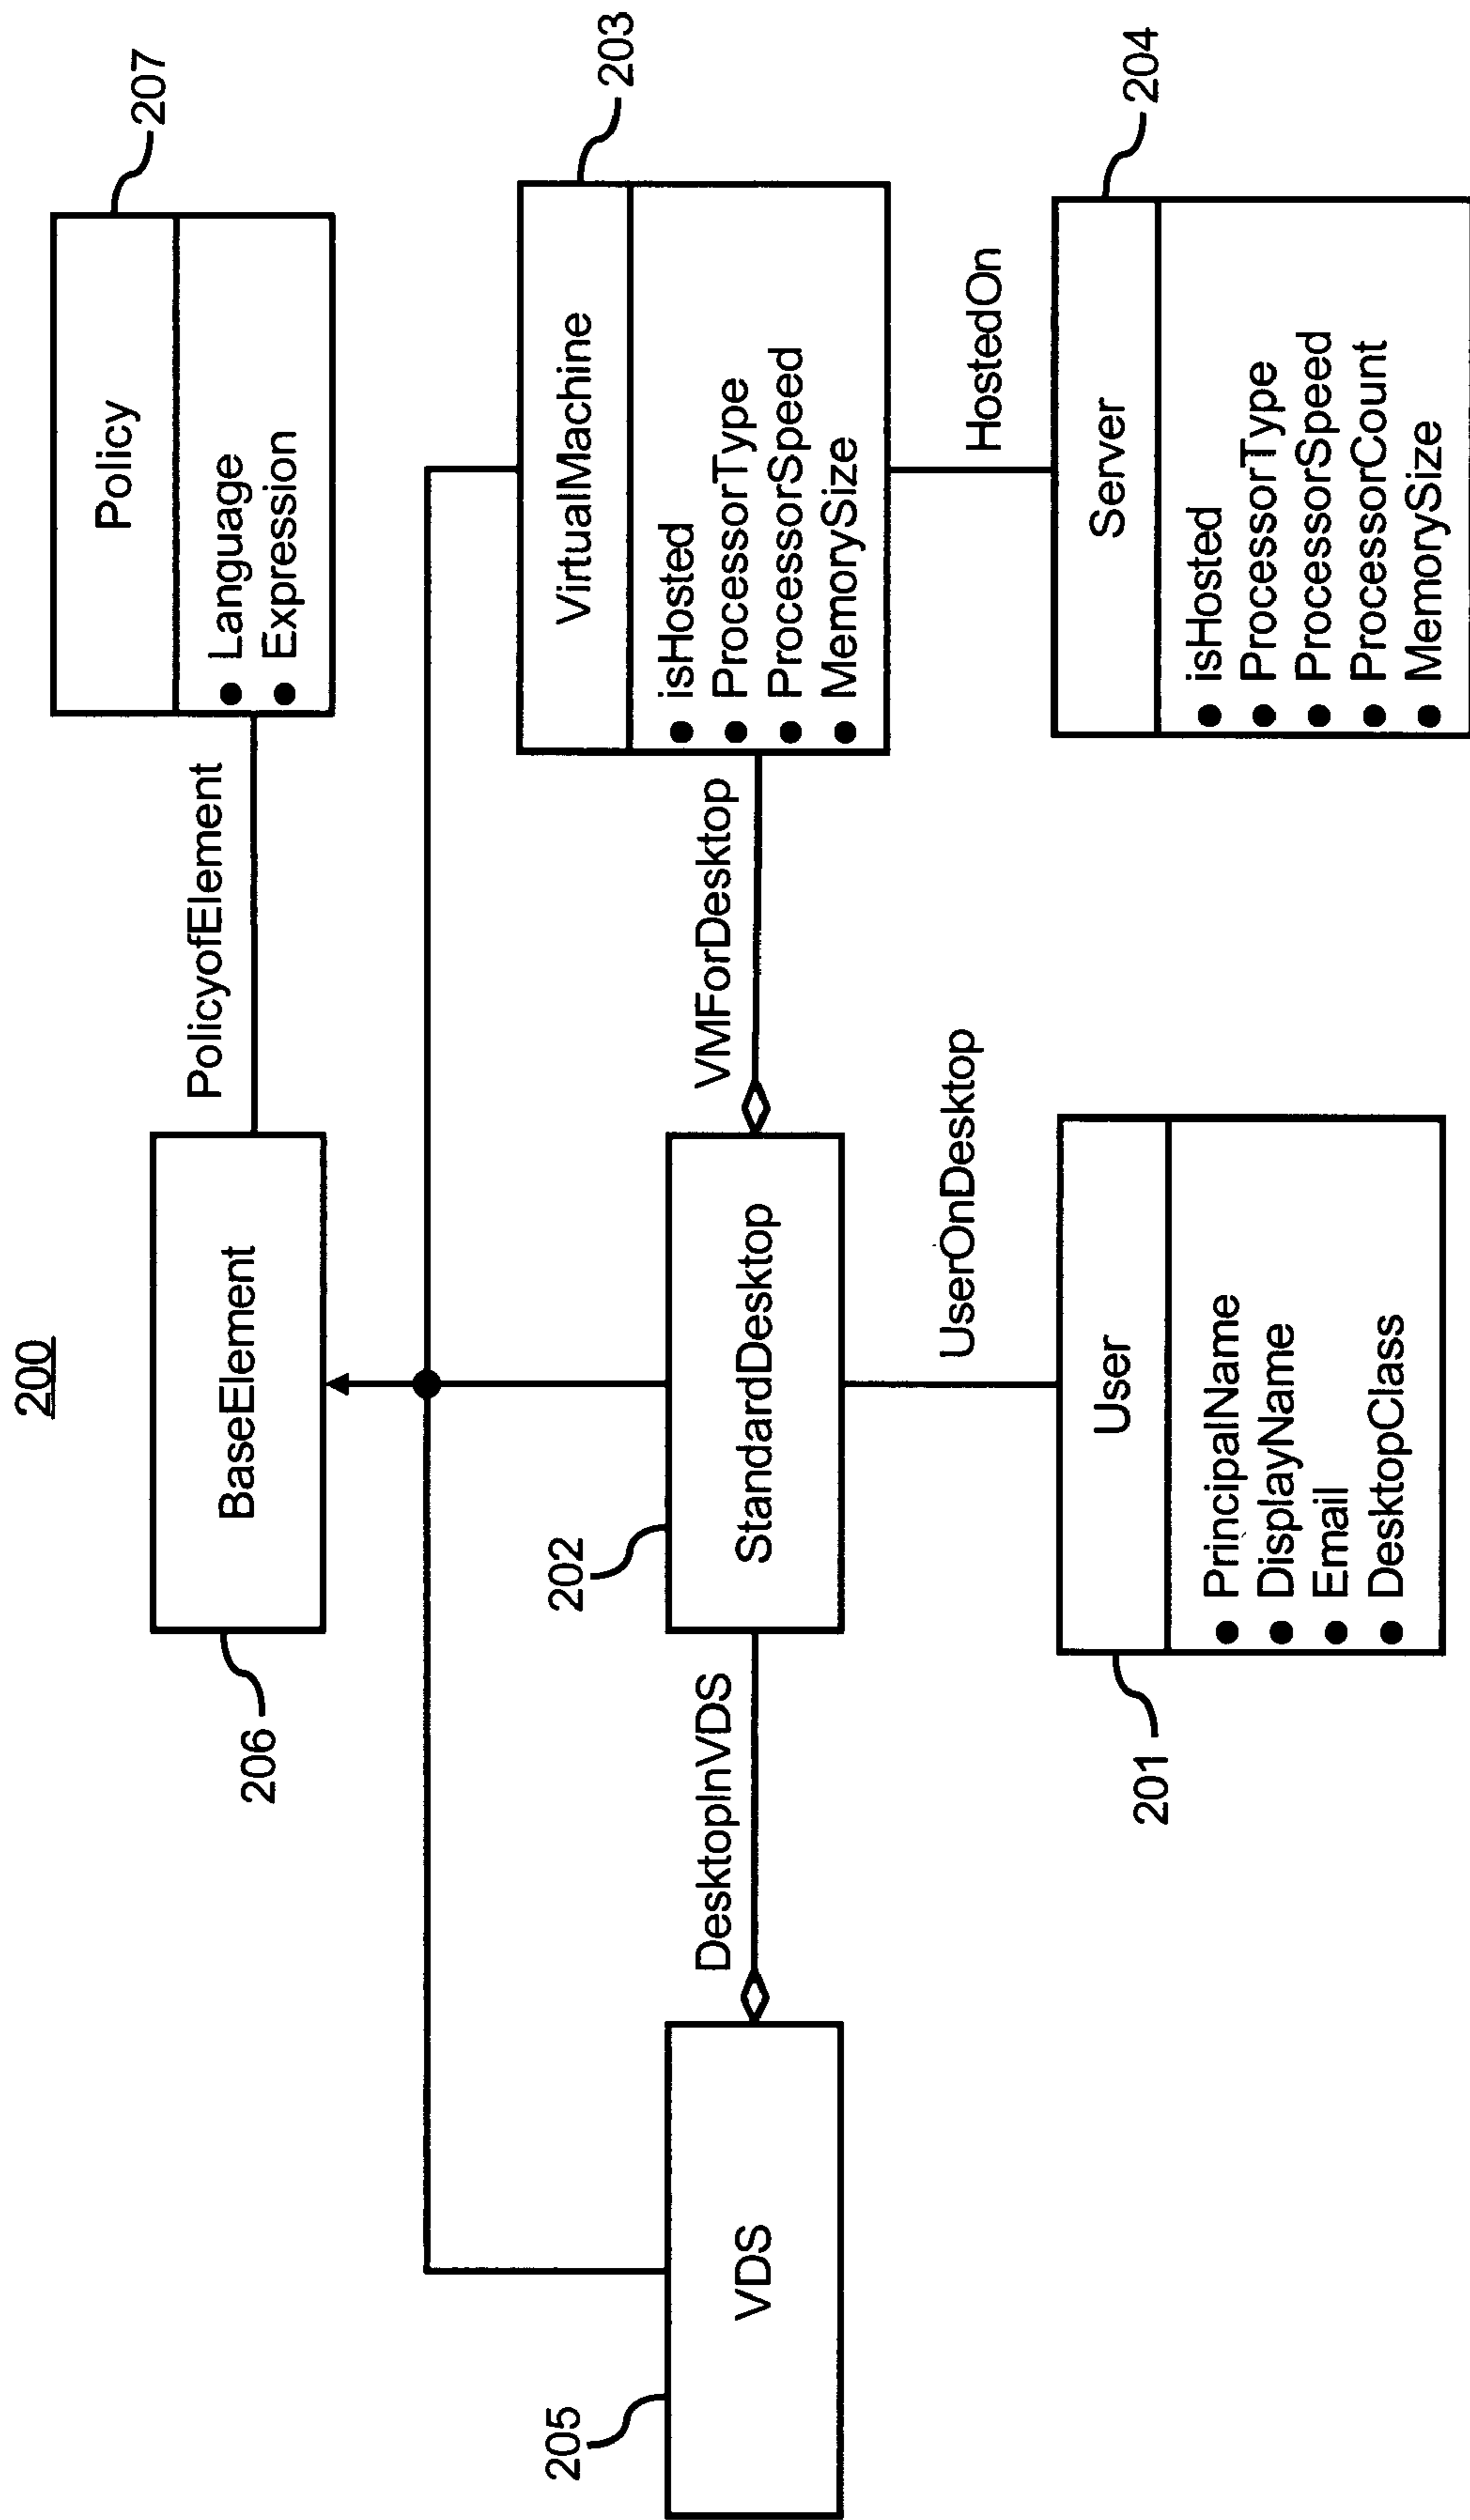 200
BaseElement
206
PolicyofElement
Policy
● Language
● Expression
207
VDS
205
DesktopInVDS
StandardDesktop
202
VMForDesktop
VirtualMachine
● isHosted
● ProcessorType
● ProcessorSpeed
● MemorySize
203
UserOnDesktop
HostedOn
User
● PrincipalName
● DisplayName
● Email
● DesktopClass
201
Server
● isHosted
● ProcessorType
● ProcessorSpeed
● ProcessorCount
● MemorySize
204